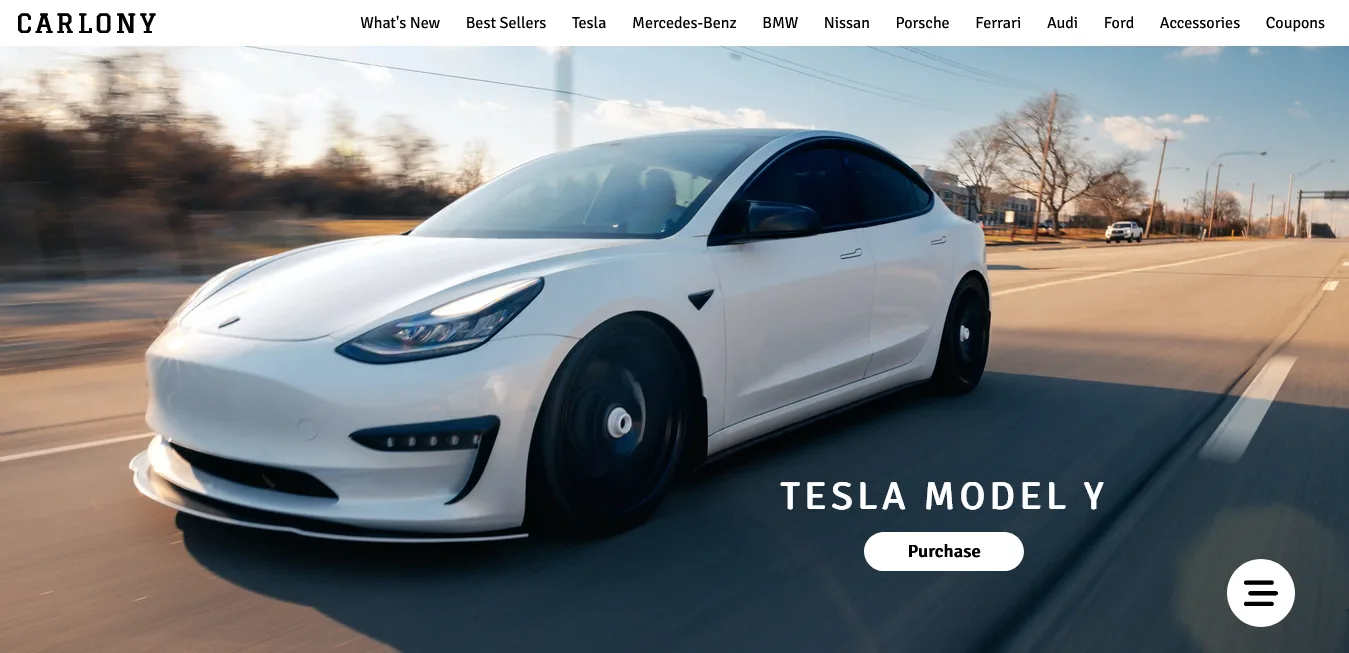 CARLONY
What's New Best Sellers Tesla Mercedes-Benz BMW Nissan Porsche Ferrari Audi Ford Accessories Coupons
TESLA MODEL Y
Purchase